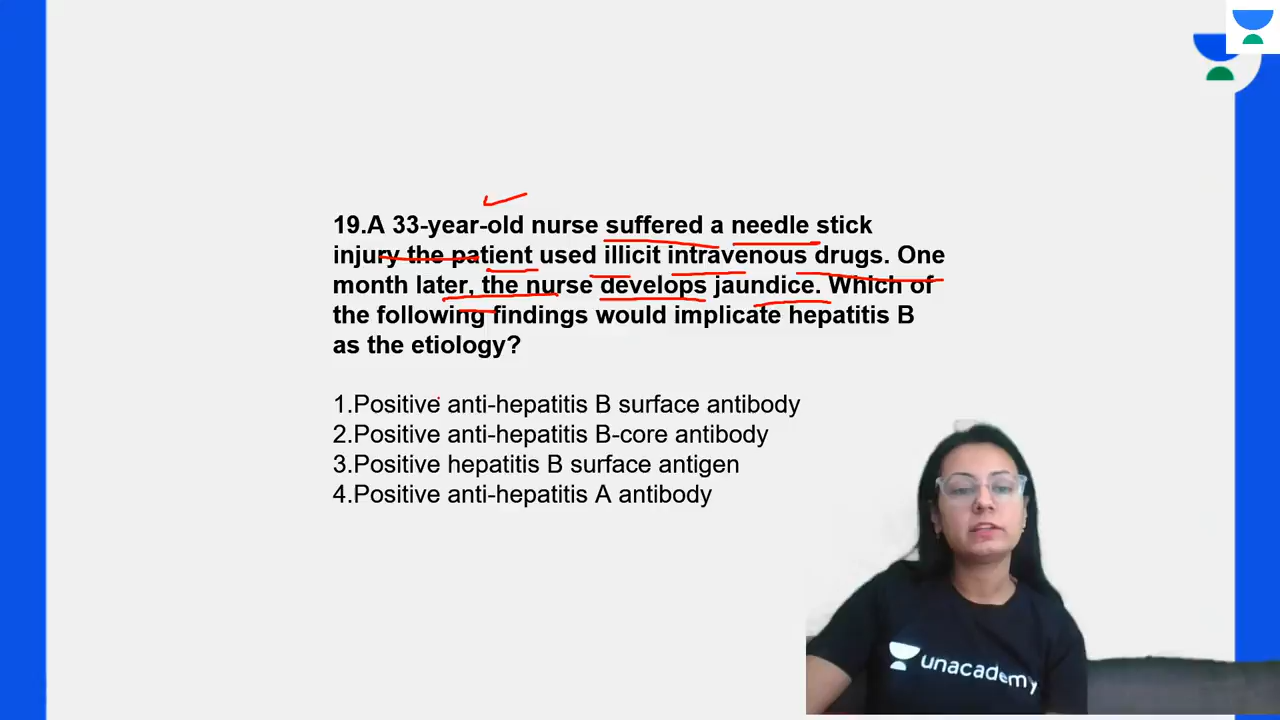 19.A 33-year-old nurse suffered a needle stick
injury the patient used illicit intravenous drugs. One
month later, the nurse develops jaundice. Which of
the following findings would implicate hepatitis B
as the etiology?
1.Positive anti-hepatitis B surface antibody
2.Positive anti-hepatitis B-core antibody
3.Positive hepatitis B surface antigen
4.Positive anti-hepatitis A antibody
unacademy